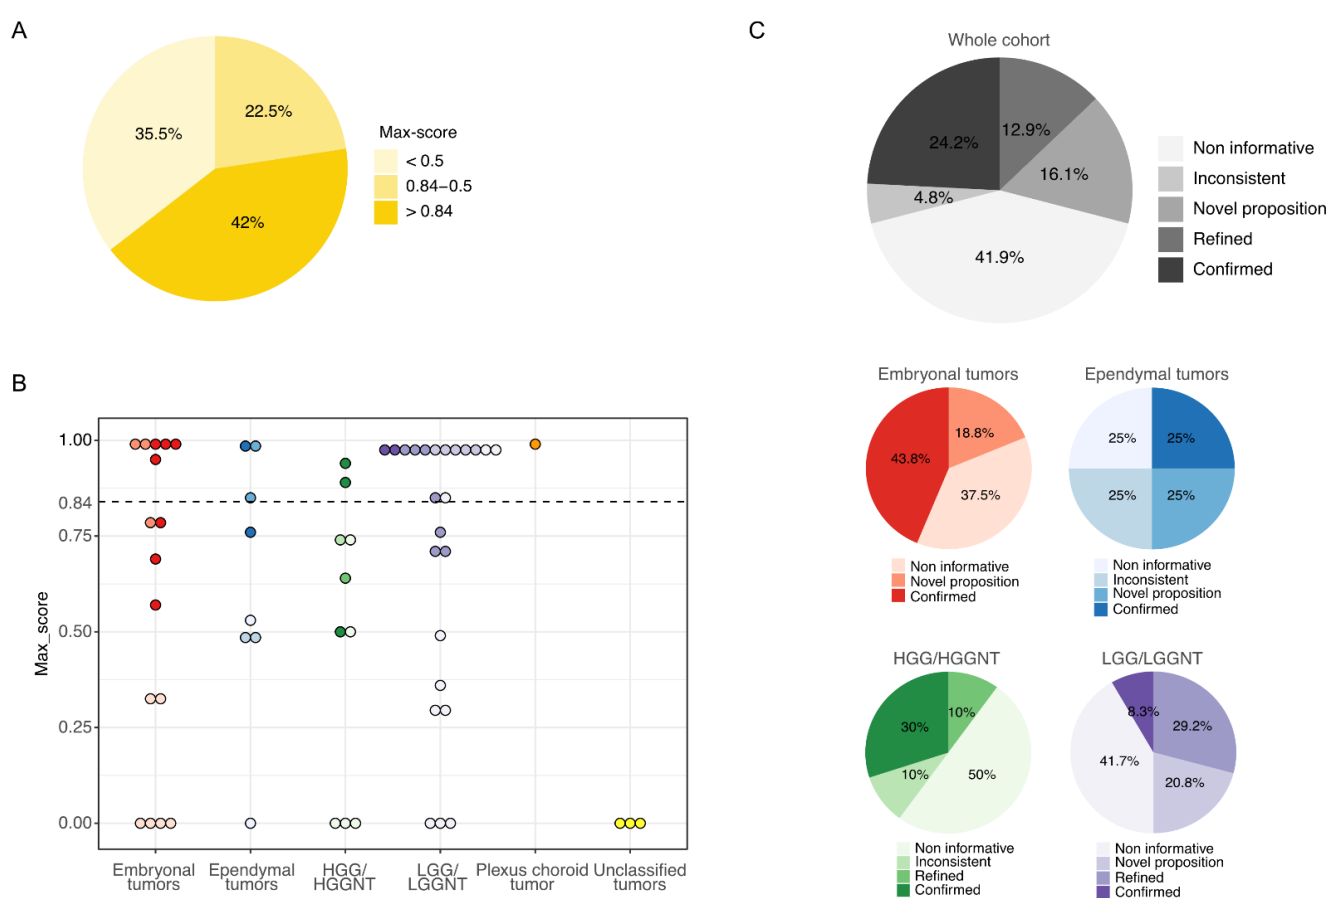 A
35.5%
22.5%
42%
Max-score
< 0.5
0.84–0.5
> 0.84
B
Max_score
1.00
0.84
0.75
0.50
0.25
0.00
Embryonal
tumors
Ependymal
tumors
HGG/
HGGNT
LGG/
LGGNT
Plexus choroid
tumor
Unclassified
tumors
C
Whole cohort
24.2%
12.9%
16.1%
4.8%
41.9%
Non informative
Inconsistent
Novel proposition
Refined
Confirmed
Embryonal tumors
18.8%
43.8%
37.5%
Non informative
Novel proposition
Confirmed
Ependymal tumors
25%
25%
25%
25%
Non informative
Inconsistent
Novel proposition
Confirmed
HGG/HGGNT
10%
30%
10%
50%
Non informative
Inconsistent
Refined
Confirmed
LGG/LGGNT
8.3%
29.2%
41.7%
20.8%
Non informative
Novel proposition
Refined
Confirmed